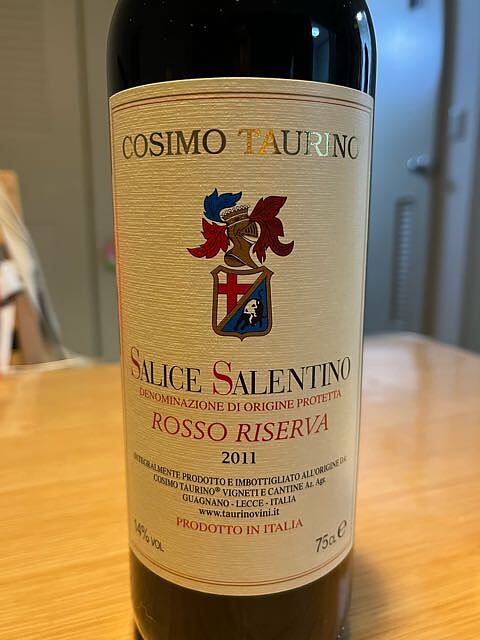 COSIMO TAURINO
SALICE SALENTINO
DENOMINAZIONE DI ORIGINE PROTETTA
ROSSO RISERVA
2011
INTEGRALMENTE PRODOTTO E IMBOTTIGLIATO ALL'ORIGINE DA:
COSIMO TAURINO® VIGNETI E CANTINE Az. Agr.
GUAGNANO - LECCE - ITALIA
www.taurinovini.it
PRODOTTO IN ITALIA
14% VOL 75cl. e